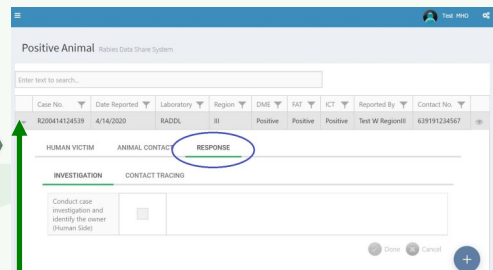 Test MHO
Positive Animal Rabies Data Share System
Enter text to search...
Case No. Date Reported Laboratory Region DME FAT ICT Reported By Contact No.
R200414124539 4/14/2020 RADDL III Positive Positive Positive Test W RegionIII 639191234567
HUMAN VICTIM ANIMAL CONTACT RESPONSE
INVESTIGATION CONTACT TRACING
Conduct case
investigation and
identify the owner
(Human Side)
Done Cancel